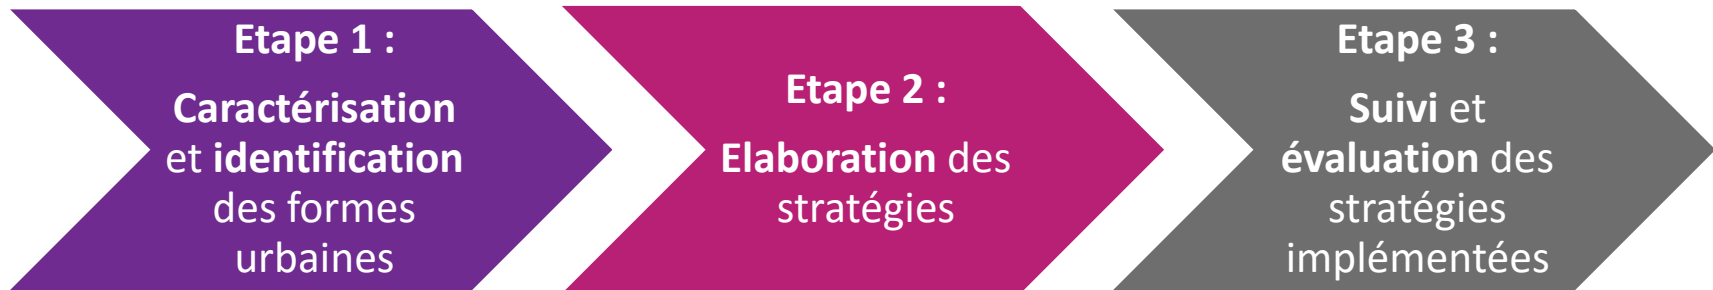 Etape 1 :
Caractérisation
et identification
des formes
urbaines
Etape 2 :
Elaboration des
stratégies
Etape 3 :
Suivi et
évaluation des
stratégies
implémentées